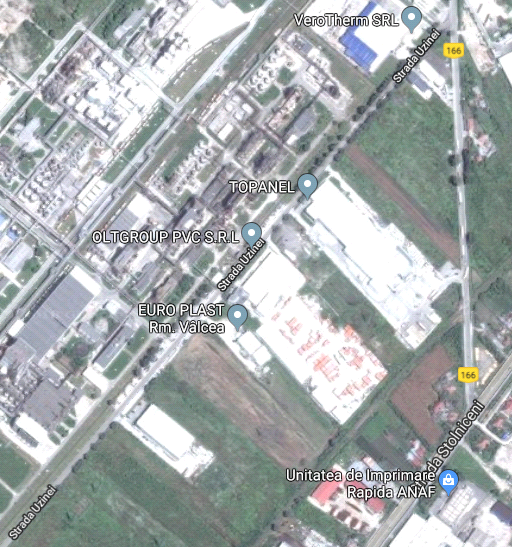 VeroTherm SRL
166
Strada Uzinei
TOPANEL
OLTGROUP PVC S.R.L
Strada Uzinei
EURO PLAST
Rm. Vâlcea
166
Strada Stolniceni
Unitatea de Imprimare
Rapida ANAF
Strada Uzinei